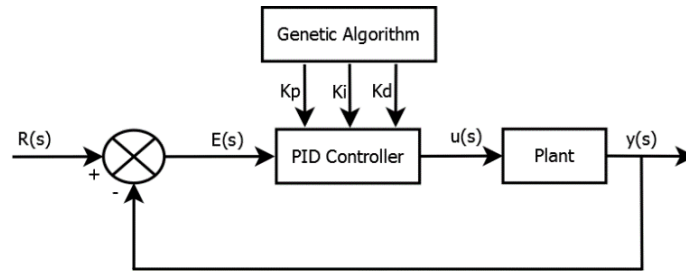 Genetic Algorithm
Kp Ki Kd
R(s) E(s) PID Controller u(s) Plant y(s)
+
-